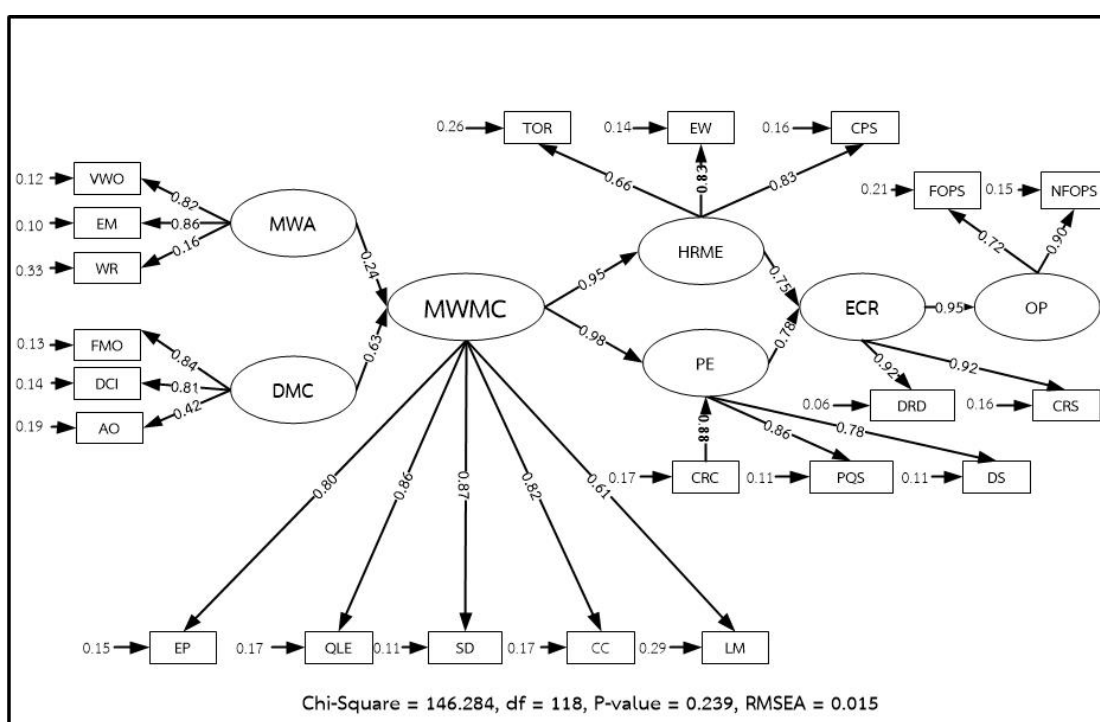 0.26 TOR
0.14 EW
0.16 CPS
0.66
0.83
0.83
0.12 VWO
0.10 EM
0.33 WR
0.82
0.86
0.16
MWA
0.24
0.13 FMO
0.14 DCI
0.19 AO
0.84
0.81
0.42
DMC
0.63
MWMC
0.95
0.98
HRME
PE
0.75
0.78
ECR
0.95
OP
0.21 FOPS
0.15 NFOPS
0.72
0.90
0.92
0.92
0.06 DRD
0.16 CRS
0.88
0.86
0.78
0.17 CRC
0.11 PQS
0.11 DS
0.80
0.86
0.87
0.82
0.61
0.15 EP
0.17 QLE
0.11 SD
0.17 CC
0.29 LM
Chi-Square = 146.284, df = 118, P-value = 0.239, RMSEA = 0.015